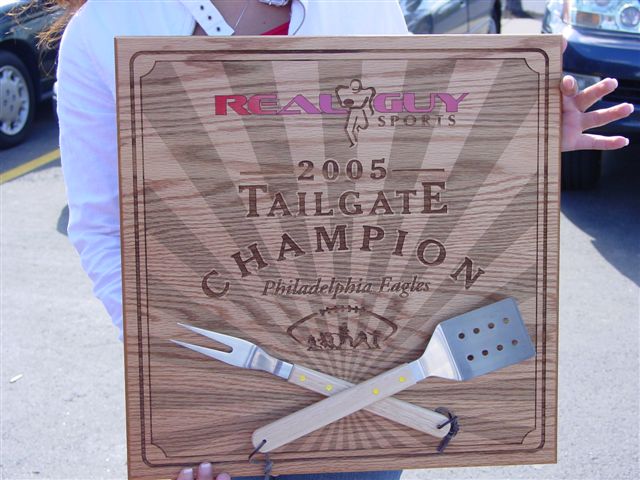 REAL GUY
SPORTS
2005
TAILGATE
CHAMPION
Philadelphia Eagles